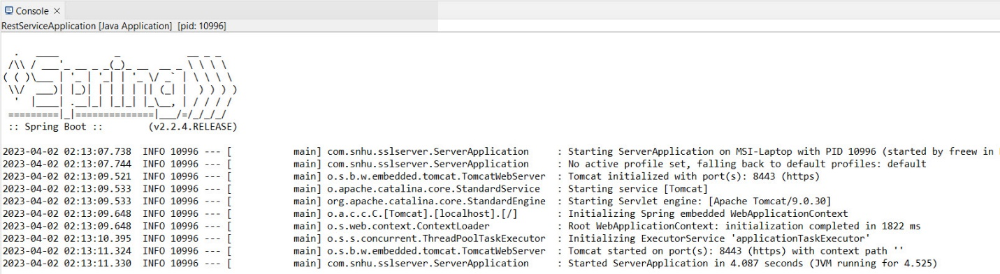 Console
RestServiceApplication [Java Application] [pid: 10996]
  .   ____          _            __ _ _
 /\\ / ___'_ __ _ _(_)_ __  __ _ \ \ \ \
( ( )\___ | '_ | '_| | '_ \/ _` | \ \ \ \
 \\/  ___)| |_)| | | | | || (_| |  ) ) ) )
  '  |____| .__|_| |_|_| |_\__, | / / / /
 =========|_|==============|___/=/_/_/_/
 :: Spring Boot ::        (v2.2.4.RELEASE)
2023-04-02 02:13:07.738  INFO 10996 --- [           main] com.snhu.sslserver.ServerApplication     : Starting ServerApplication on MSI-Laptop with PID 10996 (started by freew in
2023-04-02 02:13:07.744  INFO 10996 --- [           main] com.snhu.sslserver.ServerApplication     : No active profile set, falling back to default profiles: default
2023-04-02 02:13:09.521  INFO 10996 --- [           main] o.s.b.w.embedded.tomcat.TomcatWebServer  : Tomcat initialized with port(s): 8443 (https)
2023-04-02 02:13:09.533  INFO 10996 --- [           main] o.apache.catalina.core.StandardService   : Starting service [Tomcat]
2023-04-02 02:13:09.533  INFO 10996 --- [           main] org.apache.catalina.core.StandardEngine  : Starting Servlet engine: [Apache Tomcat/9.0.30]
2023-04-02 02:13:09.648  INFO 10996 --- [           main] o.a.c.c.C.[Tomcat].[localhost].[/]       : Initializing Spring embedded WebApplicationContext
2023-04-02 02:13:09.648  INFO 10996 --- [           main] o.s.web.context.ContextLoader            : Root WebApplicationContext: initialization completed in 1822 ms
2023-04-02 02:13:10.395  INFO 10996 --- [           main] o.s.s.concurrent.ThreadPoolTaskExecutor  : Initializing ExecutorService 'applicationTaskExecutor'
2023-04-02 02:13:11.324  INFO 10996 --- [           main] o.s.b.w.embedded.tomcat.TomcatWebServer  : Tomcat started on port(s): 8443 (https) with context path ''
2023-04-02 02:13:11.330  INFO 10996 --- [           main] com.snhu.sslserver.ServerApplication     : Started ServerApplication in 4.087 seconds (JVM running for 4.525)